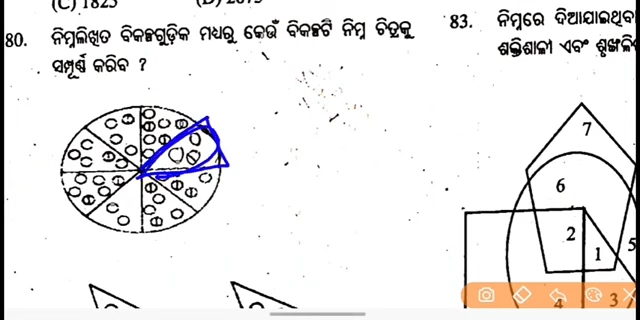 (C) 1825
80. ନିମ୍ନଲିଖିତ ବିକଳ୍ପଗୁଡ଼ିକ ମଧ୍ୟରୁ କେଉଁ ବିକଳ୍ପଟି ନିମ୍ନ ଚିତ୍ରକୁ
ସମ୍ପୂର୍ଣ୍ଣ କରିବ ?
83. ନିମ୍ନରେ ଦିଆଯାଇଥିବା
ଶକ୍ତିଶାଳୀ ଏବଂ
7
6
2
5
1
4
3